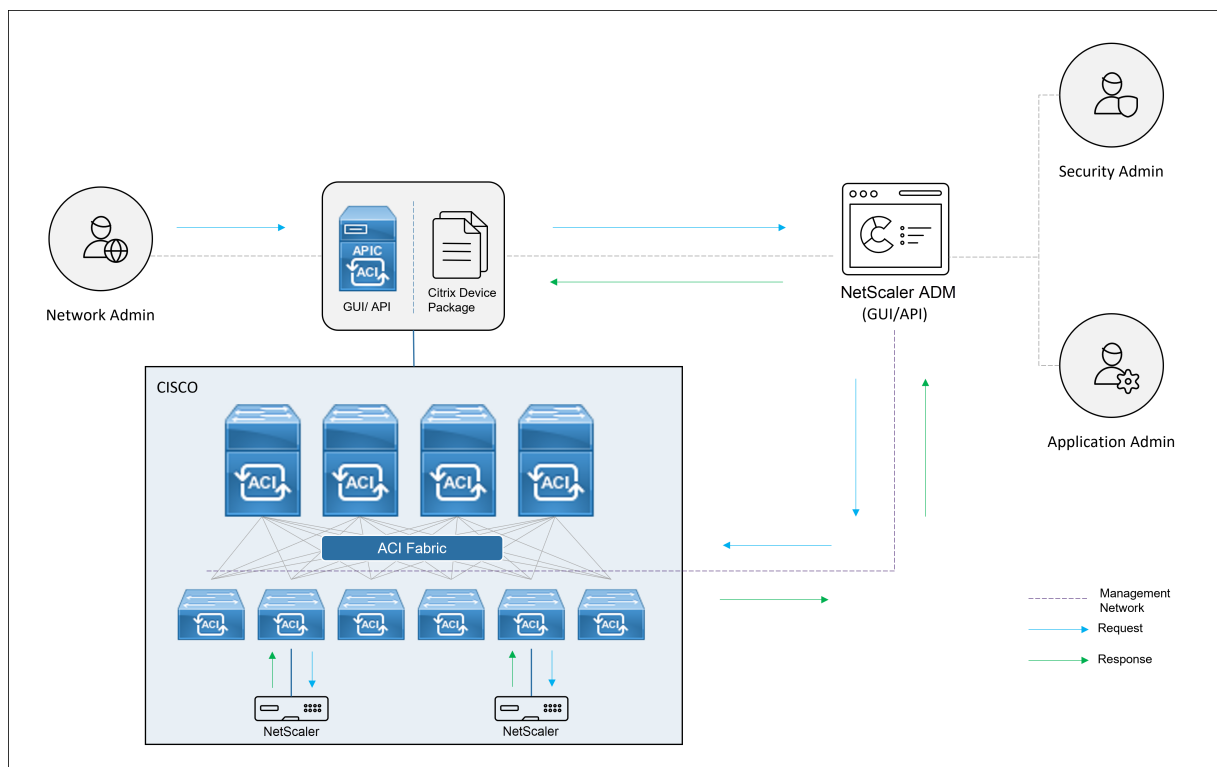 Security Admin
Network Admin
APIC
ACI
GUI/ API
Citrix Device
Package
NetScaler ADM
(GUI/API)
Application Admin
CISCO
ACI
ACI
ACI
ACI
ACI Fabric
ACI
ACI
ACI
ACI
ACI
ACI
NetScaler
NetScaler
Management
Network
Request
Response